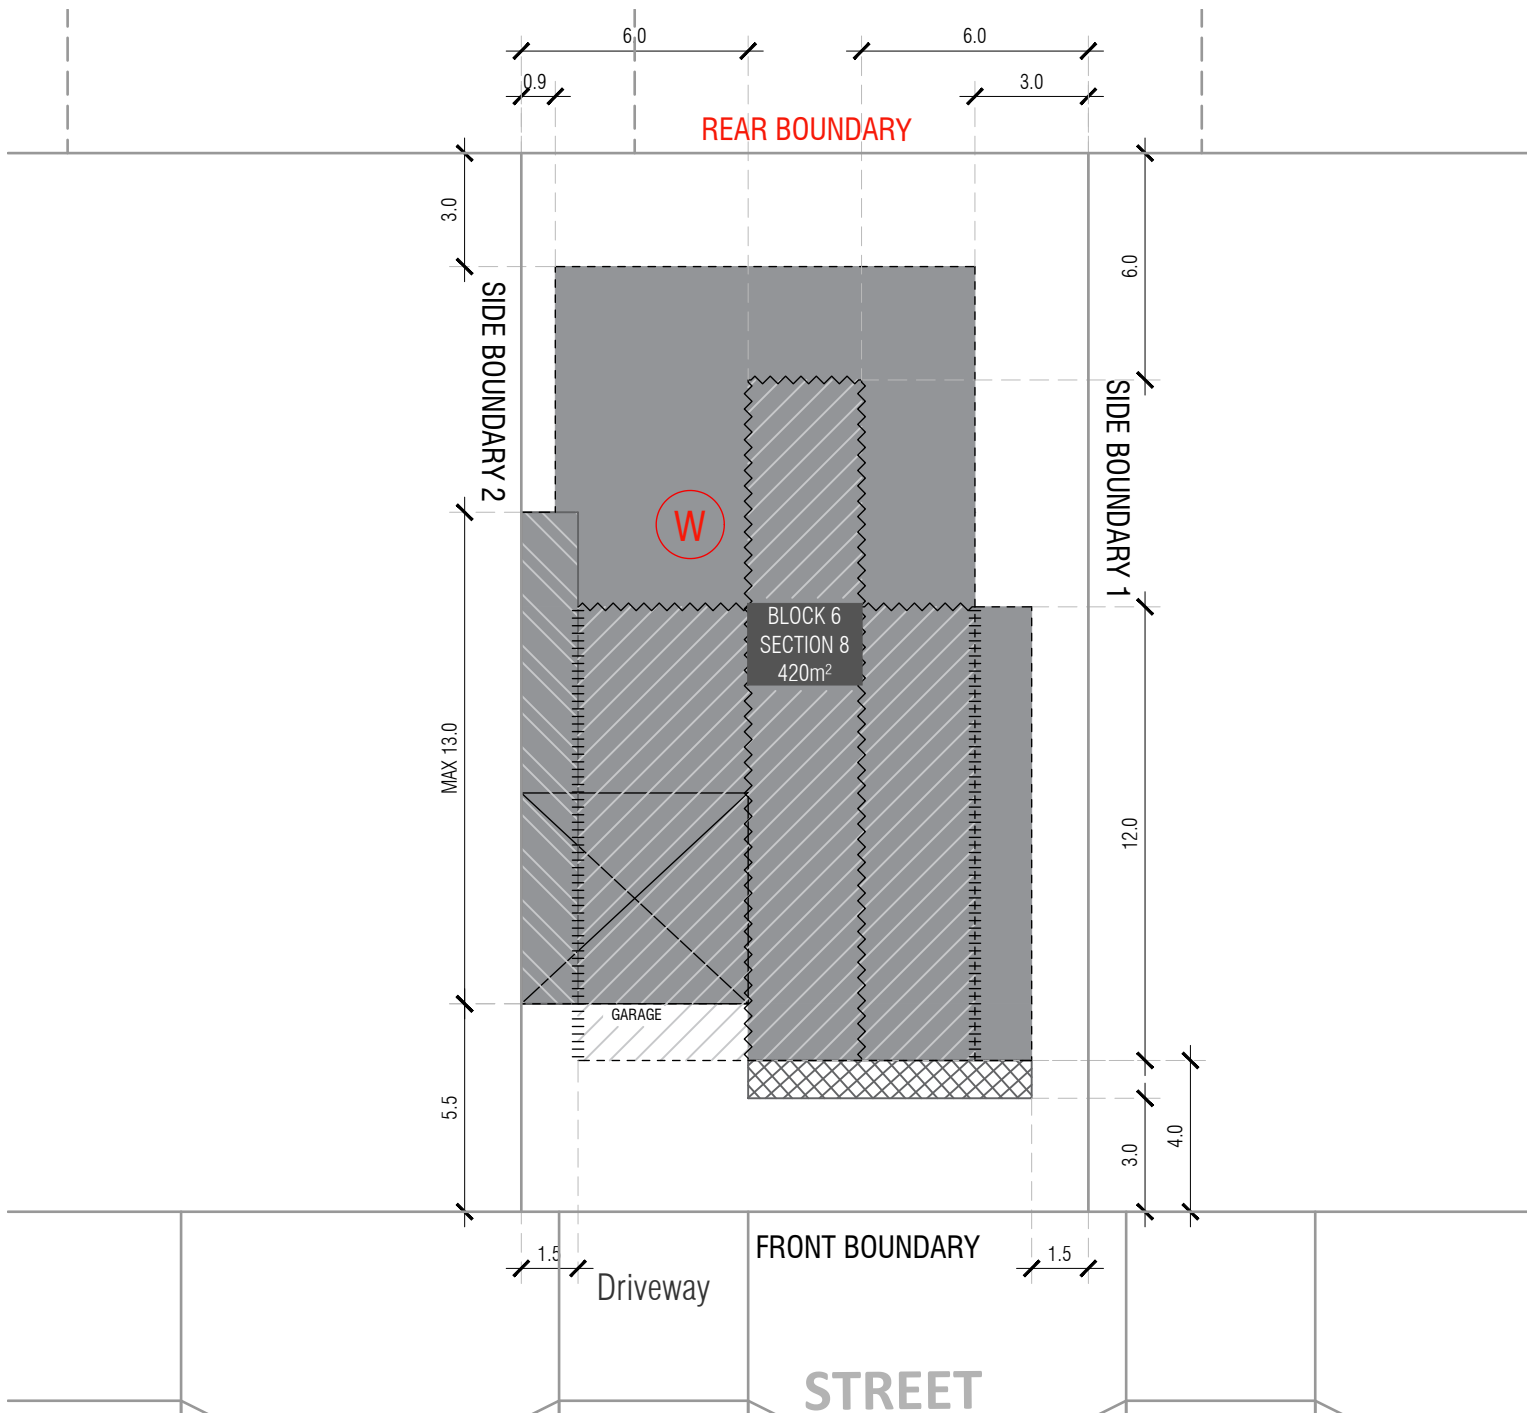 6.0
6.0
0.9
3.0
REAR BOUNDARY
3.0
6.0
SIDE BOUNDARY 2
SIDE BOUNDARY 1
W
BLOCK 6
SECTION 8
420m²
MAX 13.0
12.0
GARAGE
5.5
3.0
4.0
1.5
FRONT BOUNDARY
1.5
Driveway
STREET